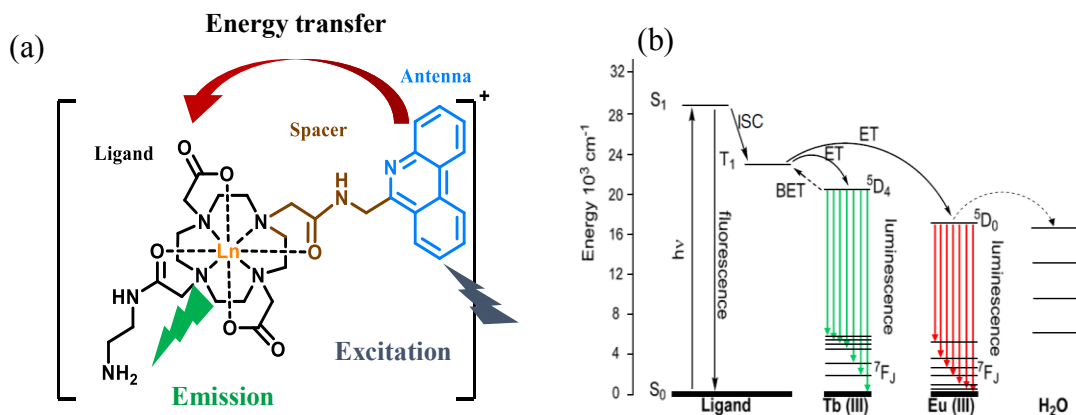 (a)
Energy transfer
Antenna
+
Spacer
Ligand
O
O
N
H
N
N
N
O
Ln
O
N
N
HN
O
O
NH2
Excitation
Emission
(b)
Energy 10³ cm⁻¹
32
28
24
20
16
12
8
4
0
S₁
ISC
T₁
ET
ET
BET
⁵D₄
⁵D₀
hν
fluorescence
luminescence
luminescence
⁷FJ
⁷FJ
S₀
Ligand
Tb (III)
Eu (III)
H₂O